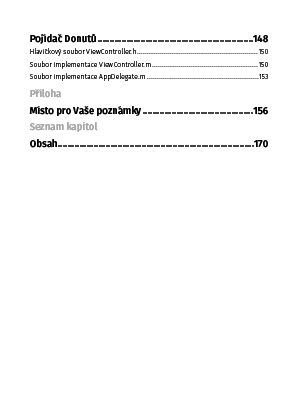 Pojídač Donutů 148
Hlavičkový soubor ViewController.h 150
Soubor implementace ViewController.m 150
Soubor implementace AppDelegate.m 153
Příloha
Místo pro Vaše poznámky 156
Seznam kapitol
Obsah 170